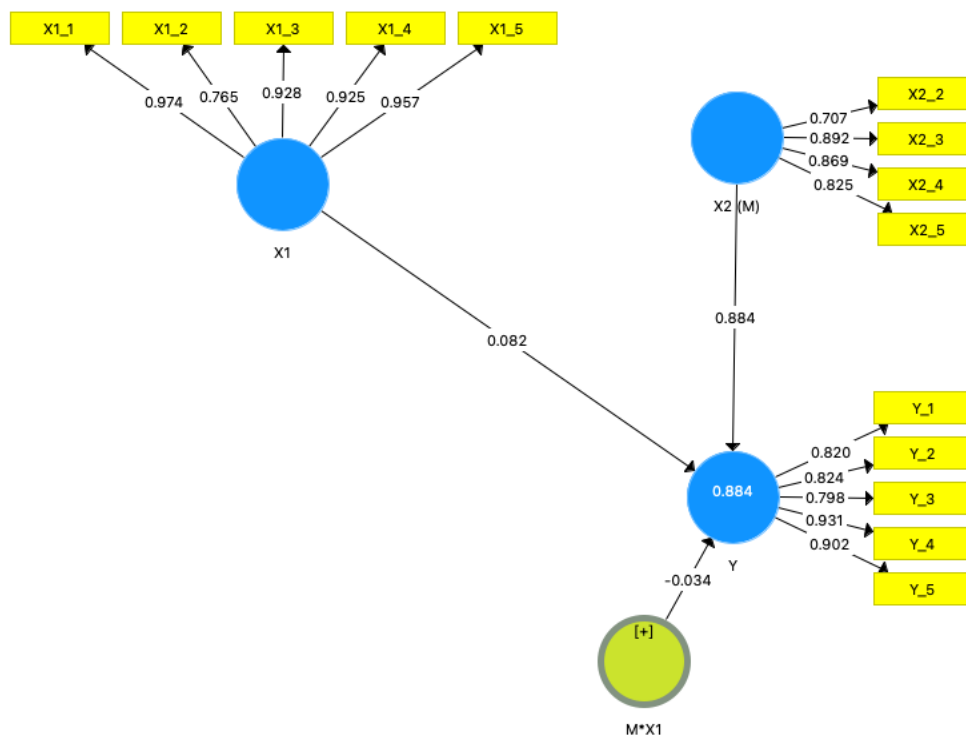 X1_1
X1_2
X1_3
X1_4
X1_5
0.974
0.765
0.928
0.925
0.957
X1
X2_2
X2_3
X2_4
X2_5
0.707
0.892
0.869
0.825
X2 (M)
0.082
0.884
Y_1
Y_2
Y_3
Y_4
Y_5
0.820
0.824
0.798
0.931
0.902
0.884
Y
-0.034
[+]
M*X1